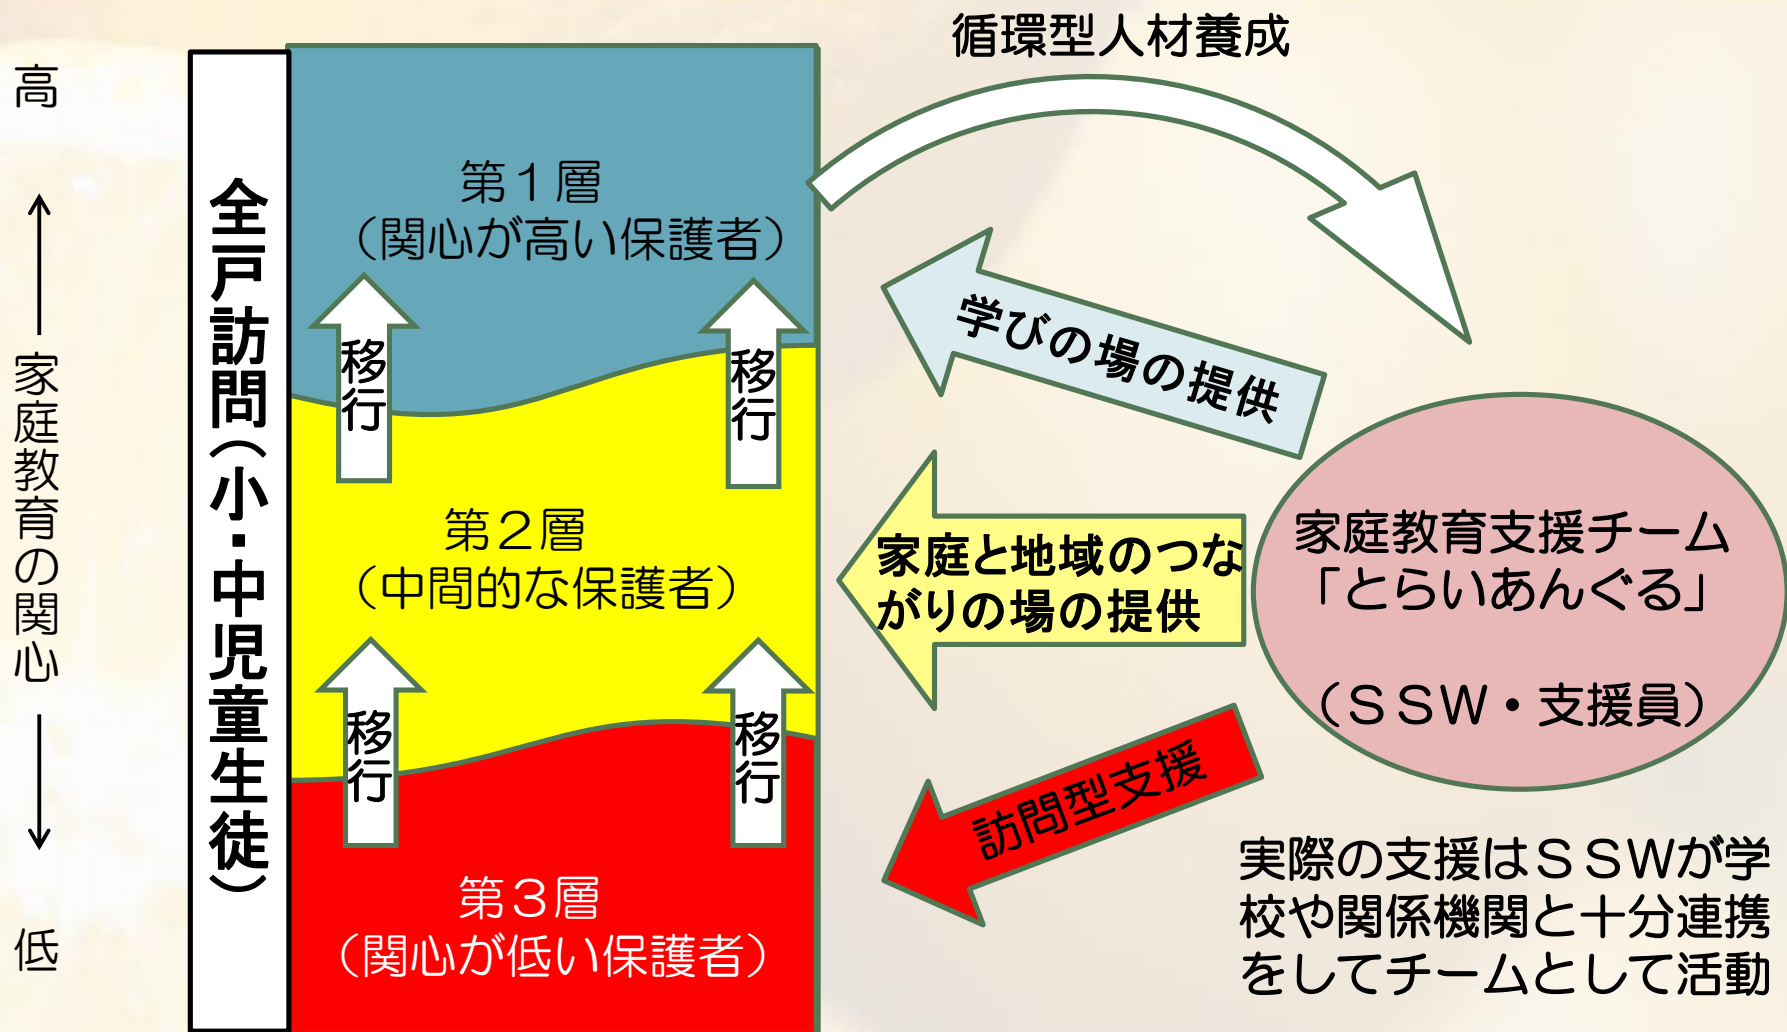 循環型人材養成
高
家庭教育の関心
低
全戸訪問(小・中児童生徒)
第１層
（関心が高い保護者）
移行
移行
第２層
（中間的な保護者）
移行
移行
第３層
（関心が低い保護者）
学びの場の提供
家庭と地域のつな
がりの場の提供
訪問型支援
家庭教育支援チーム
「とらいあんぐる」
（ＳＳＷ・支援員）
実際の支援はＳＳＷが学
校や関係機関と十分連携
をしてチームとして活動